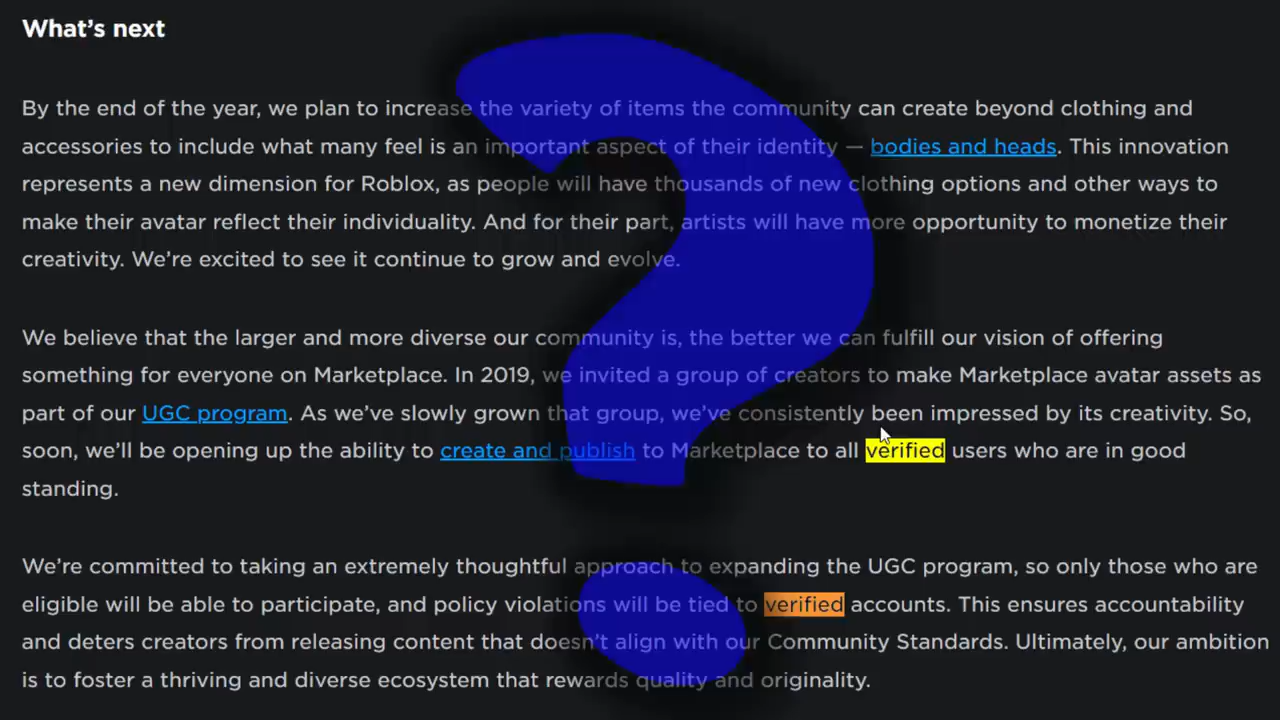 What's next
By the end of the year, we plan to increase the variety of items the community can create beyond clothing and
accessories to include what many feel is an important aspect of their identity — bodies and heads. This innovation
represents a new dimension for Roblox, as people will have thousands of new clothing options and other ways to
make their avatar reflect their individuality. And for their part, artists will have more opportunity to monetize their
creativity. We're excited to see it continue to grow and evolve.
We believe that the larger and more diverse our community is, the better we can fulfill our vision of offering
something for everyone on Marketplace. In 2019, we invited a group of creators to make Marketplace avatar assets as
part of our UGC program. As we've slowly grown that group, we've consistently been impressed by its creativity. So,
soon, we'll be opening up the ability to create and publish to Marketplace to all verified users who are in good
standing.
We're committed to taking an extremely thoughtful approach to expanding the UGC program, so only those who are
eligible will be able to participate, and policy violations will be tied to verified accounts. This ensures accountability
and deters creators from releasing content that doesn't align with our Community Standards. Ultimately, our ambition
is to foster a thriving and diverse ecosystem that rewards quality and originality.
?